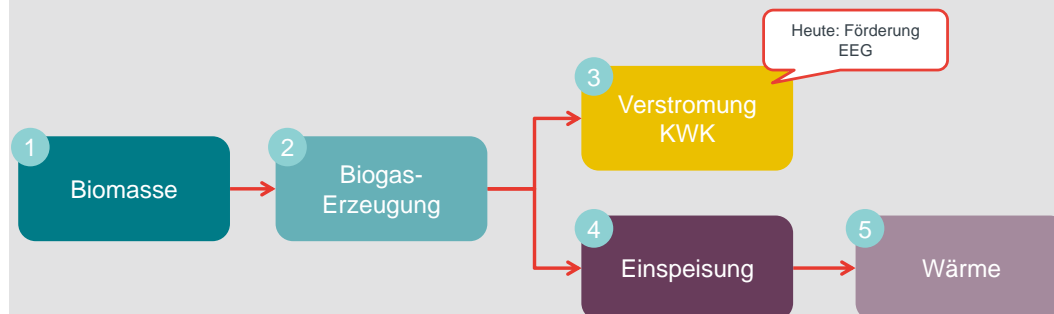 Heute: Förderung
EEG
3
Verstromung
KWK
1
Biomasse
2
Biogas-
Erzeugung
4
Einspeisung
5
Wärme